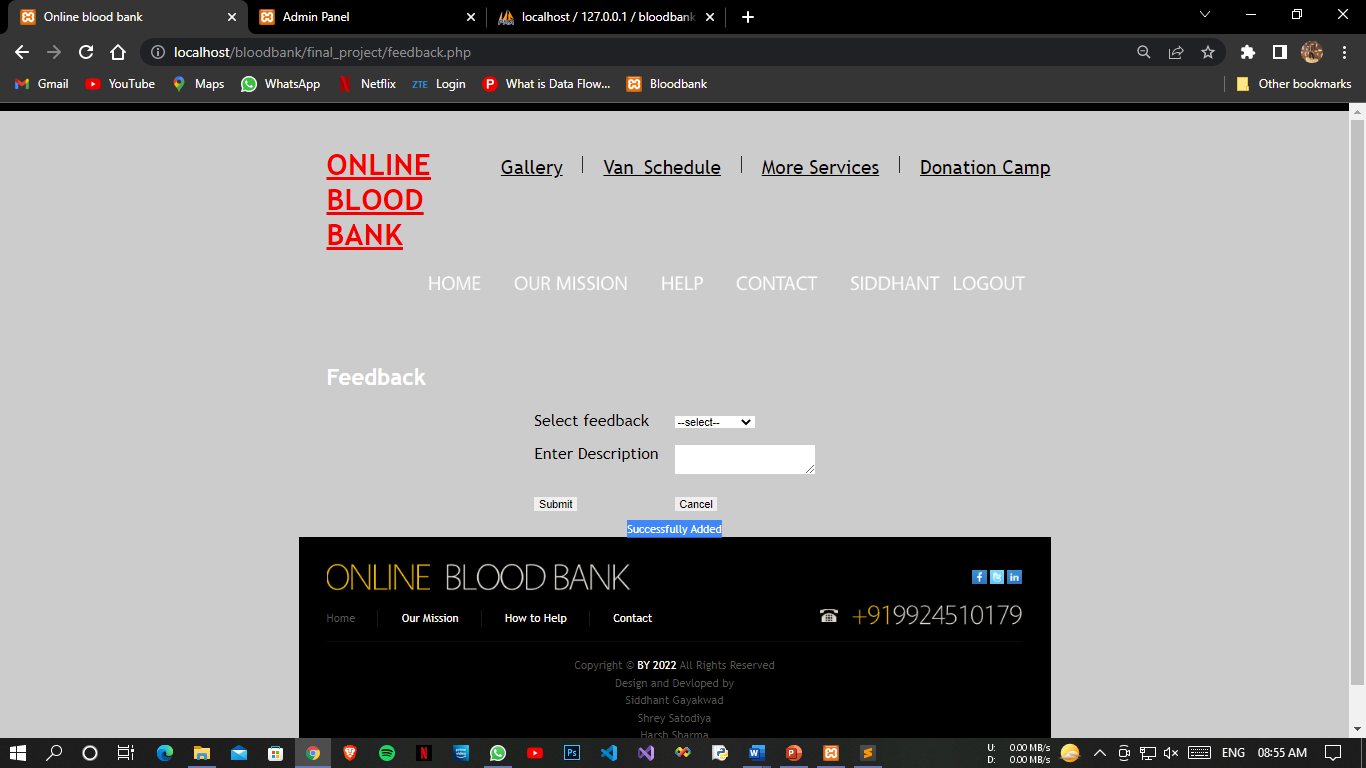 Online blood bank
Admin Panel
localhost / 127.0.0.1 / bloodbank
localhost/bloodbank/final_project/feedback.php
Gmail YouTube Maps WhatsApp Netflix ZTE Login What is Data Flow... Bloodbank Other bookmarks
ONLINE
BLOOD
BANK
Gallery Van Schedule More Services Donation Camp
HOME OUR MISSION HELP CONTACT SIDDHANT LOGOUT
Feedback
Select feedback --select--
Enter Description
Submit Cancel
Successfully Added
ONLINE BLOOD BANK
Home Our Mission How to Help Contact
+919924510179
Copyright © BY 2022 All Rights Reserved
Design and Devloped by
Siddhant Gayakwad
Shrey Satodiya
Harsh Sharma
U: 0.00 MB/s
D: 0.00 MB/s
ENG 08:55 AM